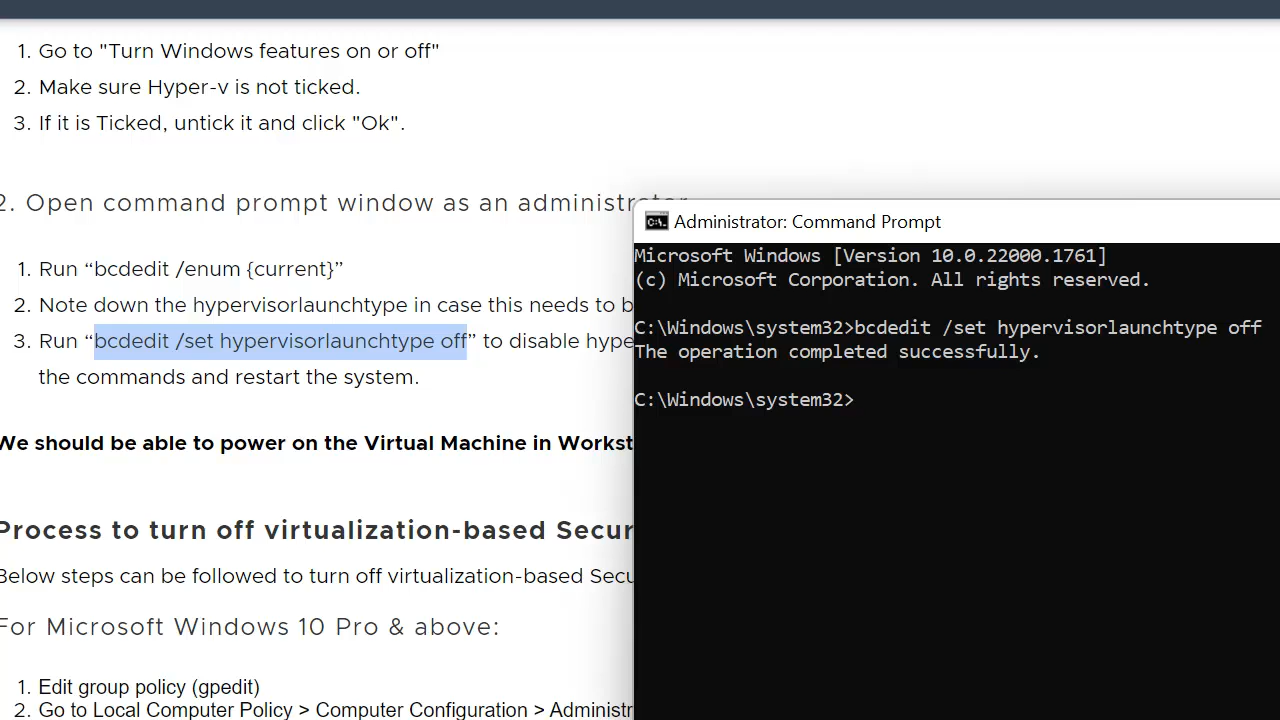 1. Go to "Turn Windows features on or off"
2. Make sure Hyper-v is not ticked.
3. If it is Ticked, untick it and click "Ok".
2. Open command prompt window as an administrator
1. Run “bcdedit /enum {current}”
2. Note down the hypervisorlaunchtype in case this needs to b
3. Run “bcdedit /set hypervisorlaunchtype off” to disable hype
the commands and restart the system.
We should be able to power on the Virtual Machine in Workst
Process to turn off virtualization-based Secur
Below steps can be followed to turn off virtualization-based Secu
For Microsoft Windows 10 Pro & above:
1. Edit group policy (gpedit)
2. Go to Local Computer Policy > Computer Configuration > Administr
Administrator: Command Prompt
Microsoft Windows [Version 10.0.22000.1761]
(c) Microsoft Corporation. All rights reserved.
C:\Windows\system32>bcdedit /set hypervisorlaunchtype off
The operation completed successfully.
C:\Windows\system32>